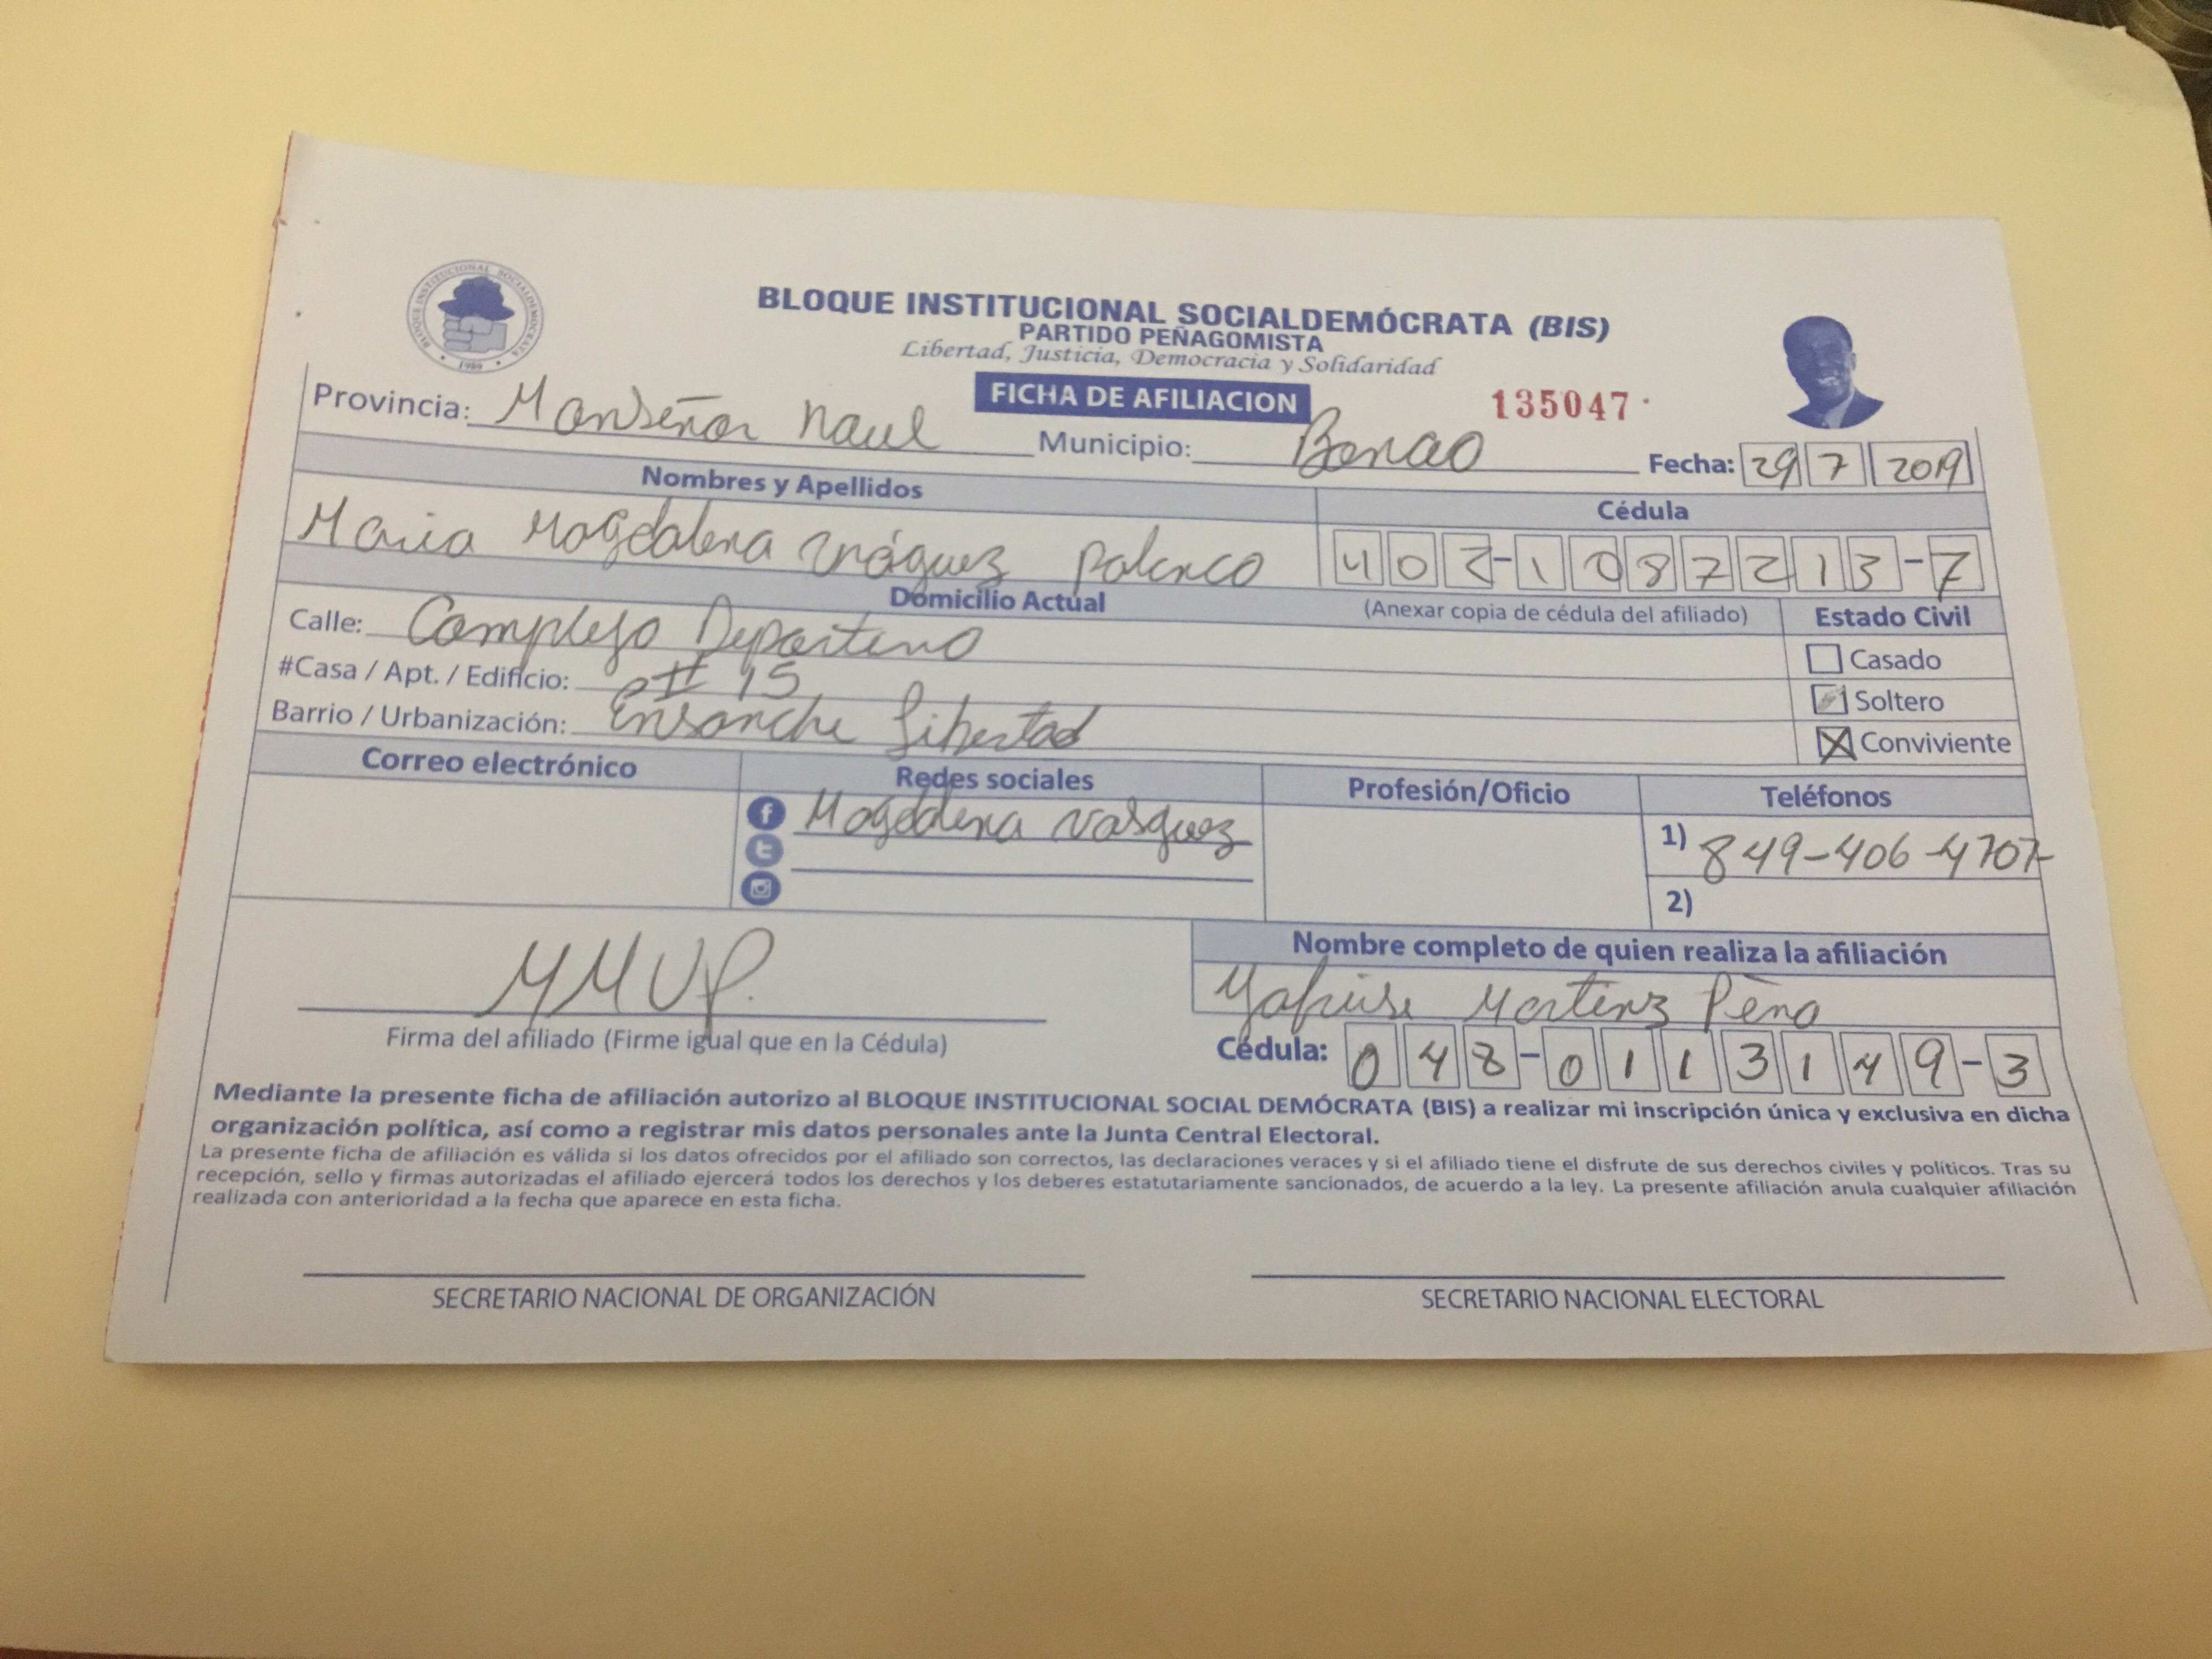 BLOQUE INSTITUCIONAL SOCIALDEMOCRATA
1989
BLOQUE INSTITUCIONAL SOCIALDEMÓCRATA (BIS)
PARTIDO PEÑAGOMISTA
Libertad, Justicia, Democracia y Solidaridad
FICHA DE AFILIACION
135047
Provincia: Monseñor Nouel Municipio: Bonao Fecha: 29 7 2019
Nombres y Apellidos Cédula
Maria Magdalena Polanco 402-1087213-7
Domicilio Actual (Anexar copia de cédula del afiliado) Estado Civil
Calle: Complejo Deportivo
Casado
#Casa / Apt. / Edificio: # 15
Soltero
Barrio / Urbanización: Ensanche Libertad
Conviviente
Correo electrónico Redes sociales Profesión/Oficio Teléfonos
f Magdalena Vasquez
1) 849-406-4707
2)
MMVP.
Firma del afiliado (Firme igual que en la Cédula)
Nombre completo de quien realiza la afiliación
Peña
Cédula: 048-0113149-3
Mediante la presente ficha de afiliación autorizo al BLOQUE INSTITUCIONAL SOCIAL DEMÓCRATA (BIS) a realizar mi inscripción única y exclusiva en dicha
organización política, así como a registrar mis datos personales ante la Junta Central Electoral.
La presente ficha de afiliación es válida si los datos ofrecidos por el afiliado son correctos, las declaraciones veraces y si el afiliado tiene el disfrute de sus derechos civiles y políticos. Tras su
recepción, sello y firmas autorizadas el afiliado ejercerá todos los derechos y los deberes estatutariamente sancionados, de acuerdo a la ley. La presente afiliación anula cualquier afiliación
realizada con anterioridad a la fecha que aparece en esta ficha.
SECRETARIO NACIONAL DE ORGANIZACIÓN SECRETARIO NACIONAL ELECTORAL